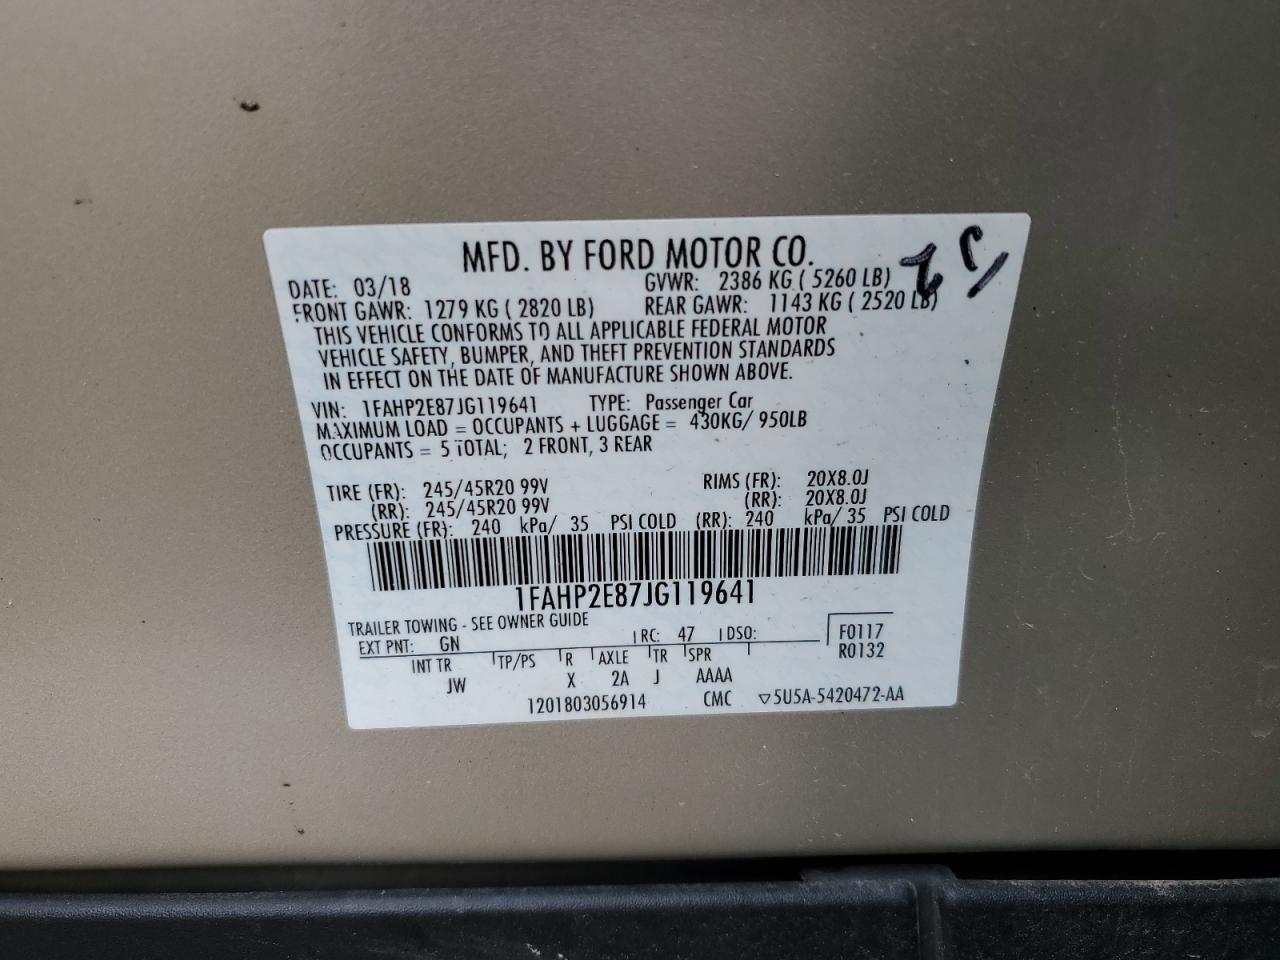 MFD. BY FORD MOTOR CO.
DATE: 03/18 GVWR: 2386 KG ( 5260 LB)
FRONT GAWR: 1279 KG ( 2820 LB) REAR GAWR: 1143 KG ( 2520 LB)
THIS VEHICLE CONFORMS TO ALL APPLICABLE FEDERAL MOTOR
VEHICLE SAFETY, BUMPER, AND THEFT PREVENTION STANDARDS
IN EFFECT ON THE DATE OF MANUFACTURE SHOWN ABOVE.
VIN: 1FAHP2E87JG119641 TYPE: Passenger Car
MAXIMUM LOAD = OCCUPANTS + LUGGAGE = 430KG/ 950LB
OCCUPANTS = 5 TOTAL; 2 FRONT, 3 REAR
TIRE (FR): 245/45R20 99V RIMS (FR): 20X8.0J
(RR): 245/45R20 99V (RR): 20X8.0J
PRESSURE (FR): 240 kPa/ 35 PSI COLD (RR): 240 kPa/ 35 PSI COLD
1FAHP2E87JG119641
TRAILER TOWING - SEE OWNER GUIDE
EXT PNT: GN RC: 47 DSO: F0117
R0132
INT TR TP/PS R AXLE TR SPR
JW X 2A J AAAA
1201803056914 CMC ▽5U5A-5420472-AA